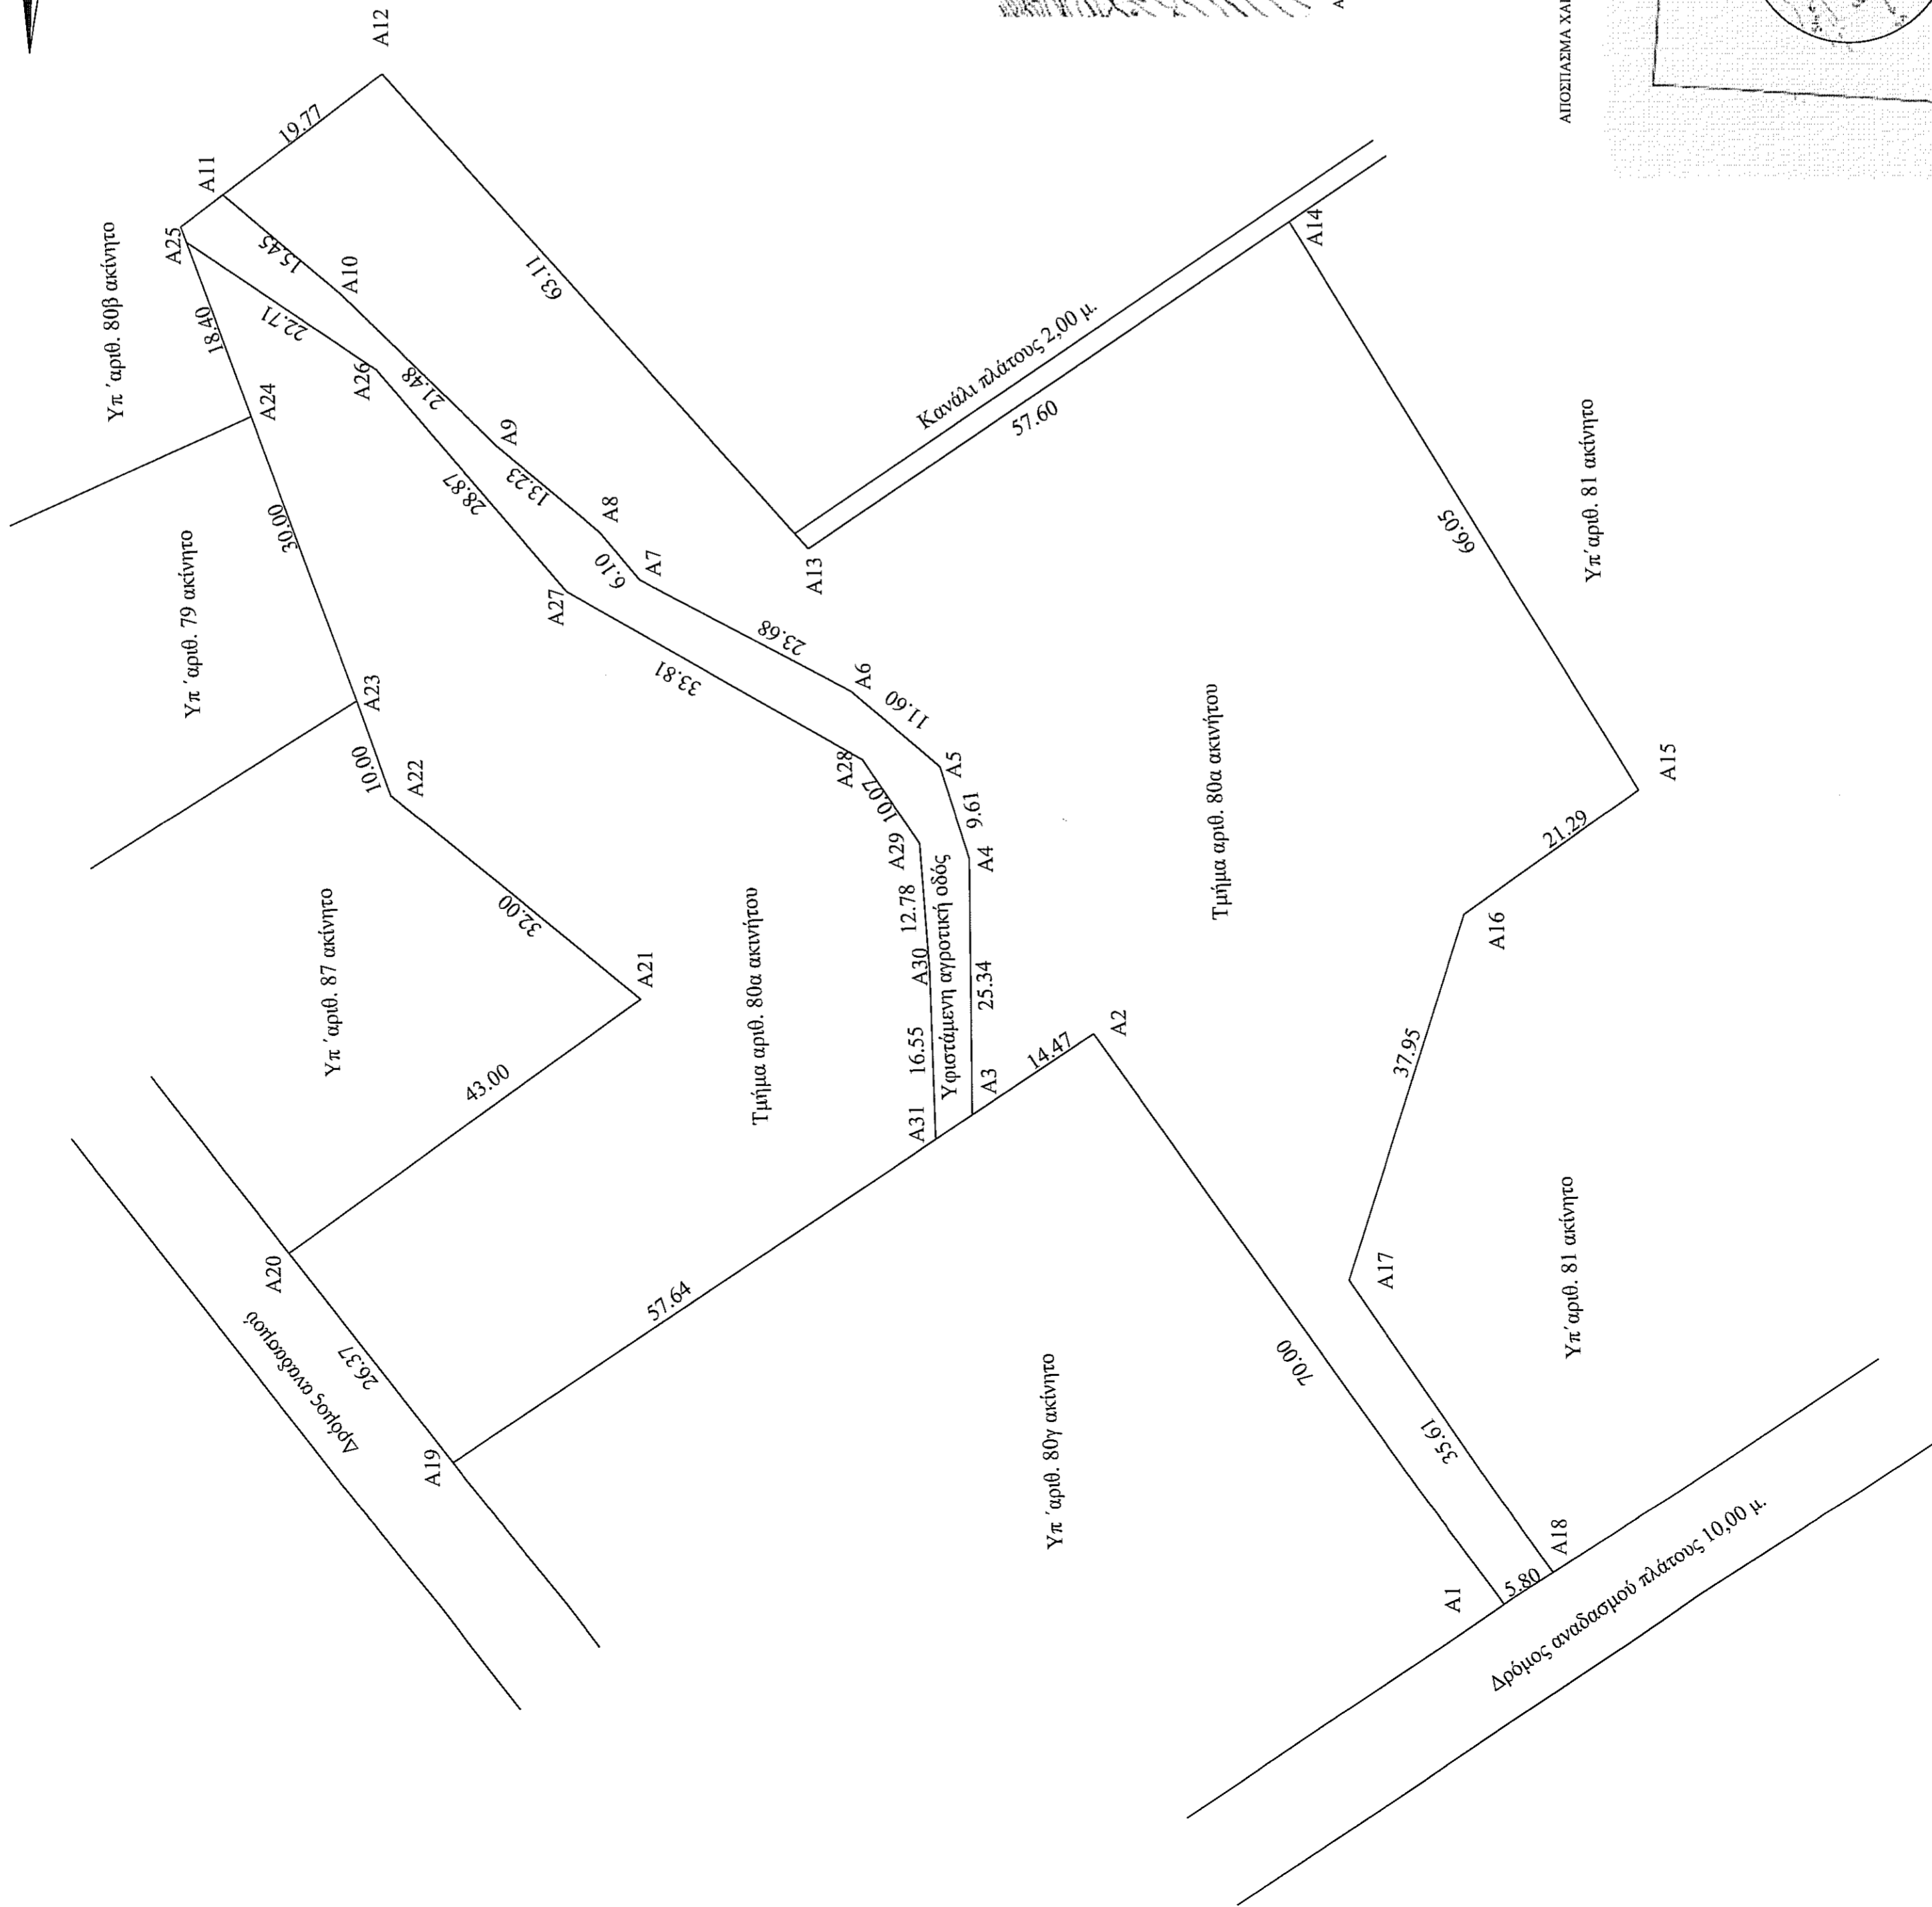 A12
19.77
A11
A25
Υπ΄αριθ. 80β ακίνητο
15.45
A10
22.71
18.40
A24
A26
21.48
63.11
A9
13.23
A8
28.87
30.00
Υπ΄αριθ. 79 ακίνητο
6.10
A7
A27
A13
Κανάλι πλάτους 2,00 μ.
57.60
A14
23.68
33.81
A6
11.60
A23
10.00
A22
A28
10.07
A5
9.61
A29
A4
66.05
Υπ΄αριθ. 81 ακίνητο
Τμήμα αριθ. 80α ακινήτου
A15
21.29
A16
32.00
A21
Υπ΄αριθ. 87 ακίνητο
Τμήμα αριθ. 80α ακινήτου
12.78
A30
16.55
A31
Υφιστάμενη αγροτική οδός
25.34
A3
14.47
A2
37.95
A17
43.00
A20
Δρόμος αναδασμού
26.37
A19
57.64
Υπ΄αριθ. 80γ ακίνητο
70.00
35.61
Υπ΄αριθ. 81 ακίνητο
A18
5.80
A1
Δρόμος αναδασμού πλάτους 10,00 μ.
ΑΠΟΣΠΑΣΜΑ